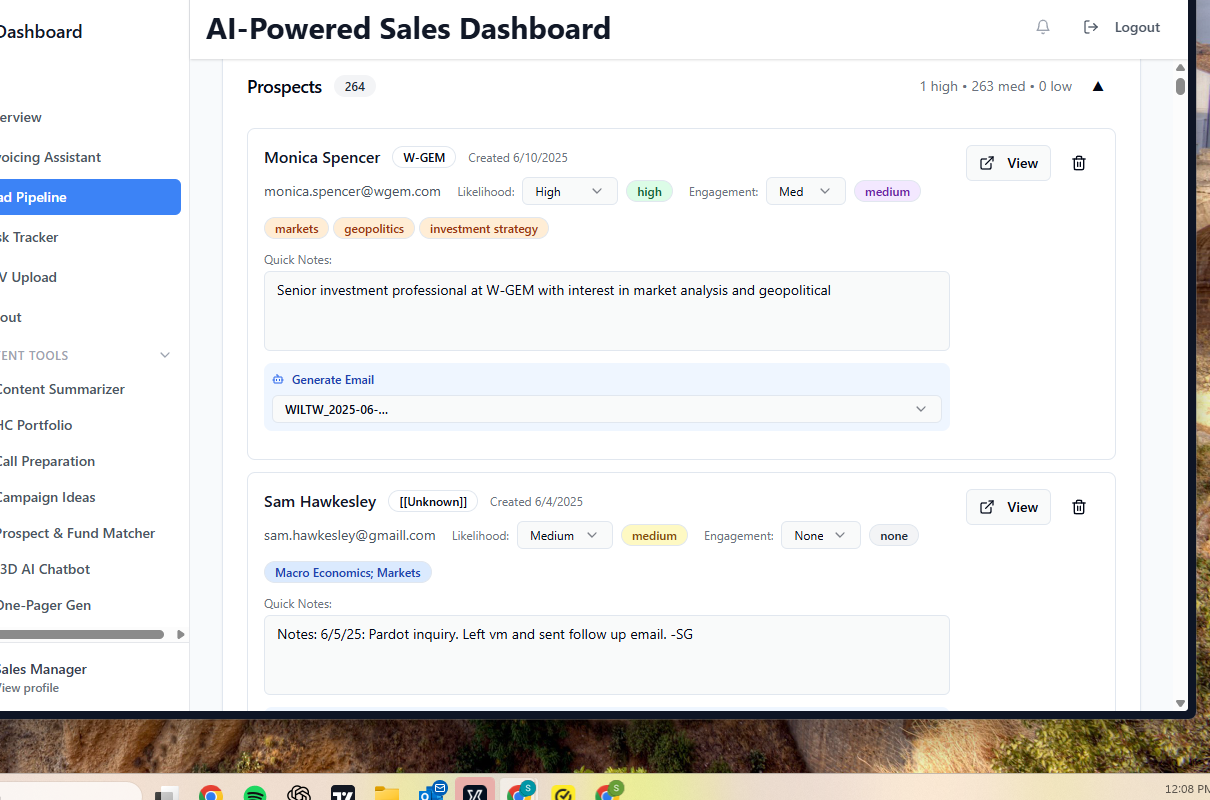 Dashboard
AI-Powered Sales Dashboard
Logout
erview
voicing Assistant
ad Pipeline
sk Tracker
V Upload
out
TENT TOOLS
Content Summarizer
HC Portfolio
Call Preparation
Campaign Ideas
Prospect & Fund Matcher
3D AI Chatbot
One-Pager Gen
Sales Manager
View profile
Prospects 264
1 high • 263 med • 0 low ▲
Monica Spencer W-GEM Created 6/10/2025
View
monica.spencer@wgem.com Likelihood: High high Engagement: Med medium
markets geopolitics investment strategy
Quick Notes:
Senior investment professional at W-GEM with interest in market analysis and geopolitical
Generate Email
WILTW_2025-06-...
Sam Hawkesley [[Unknown]] Created 6/4/2025
View
sam.hawkesley@gmaill.com Likelihood: Medium medium Engagement: None none
Macro Economics; Markets
Quick Notes:
Notes: 6/5/25: Pardot inquiry. Left vm and sent follow up email. -SG
S
S
12:08 PM